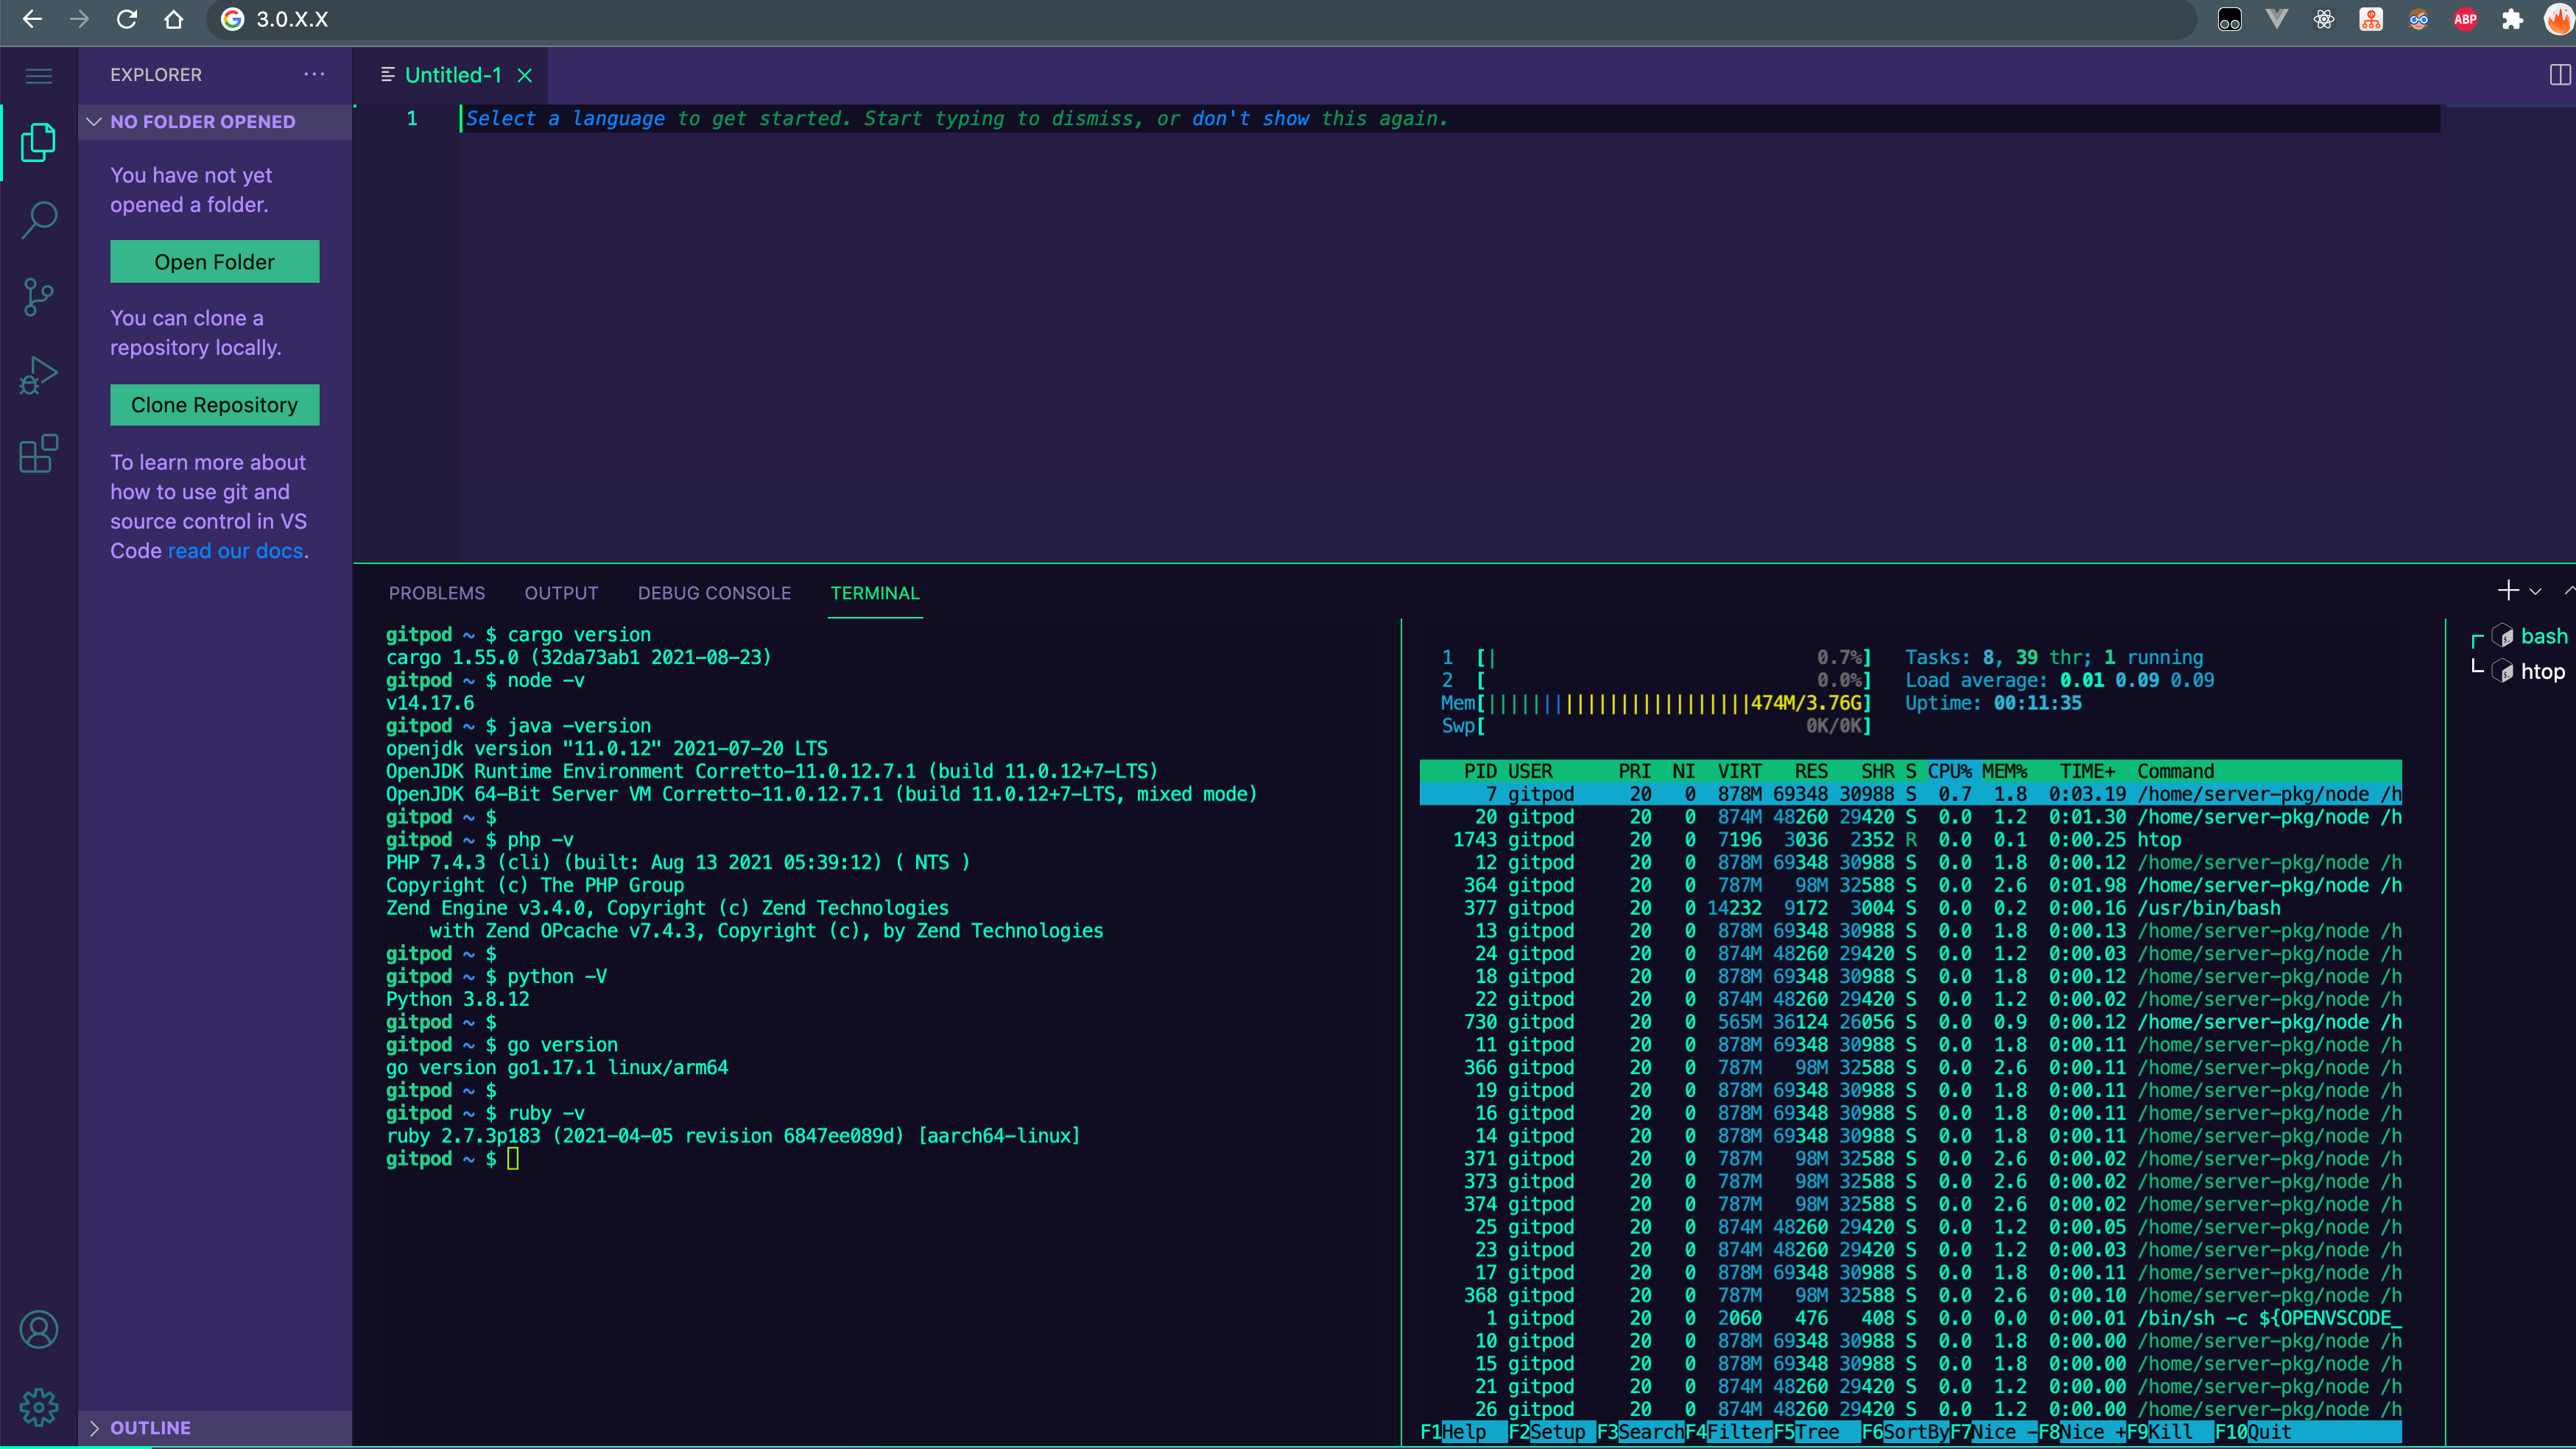 3.0.X.X
ABP
EXPLORER
NO FOLDER OPENED
You have not yet
opened a folder.
Open Folder
You can clone a
repository locally.
Clone Repository
To learn more about
how to use git and
source control in VS
Code read our docs.
OUTLINE
Untitled-1
1 Select a language to get started. Start typing to dismiss, or don't show this again.
PROBLEMS OUTPUT DEBUG CONSOLE TERMINAL
gitpod ~ $ cargo version
cargo 1.55.0 (32da73ab1 2021-08-23)
gitpod ~ $ node -v
v14.17.6
gitpod ~ $ java -version
openjdk version "11.0.12" 2021-07-20 LTS
OpenJDK Runtime Environment Corretto-11.0.12.7.1 (build 11.0.12+7-LTS)
OpenJDK 64-Bit Server VM Corretto-11.0.12.7.1 (build 11.0.12+7-LTS, mixed mode)
gitpod ~ $
gitpod ~ $ php -v
PHP 7.4.3 (cli) (built: Aug 13 2021 05:39:12) ( NTS )
Copyright (c) The PHP Group
Zend Engine v3.4.0, Copyright (c) Zend Technologies
with Zend OPcache v7.4.3, Copyright (c), by Zend Technologies
gitpod ~ $
gitpod ~ $ python -V
Python 3.8.12
gitpod ~ $
gitpod ~ $ go version
go version go1.17.1 linux/arm64
gitpod ~ $
gitpod ~ $ ruby -v
ruby 2.7.3p183 (2021-04-05 revision 6847ee089d) [aarch64-linux]
gitpod ~ $
1 [| 0.7%] Tasks: 8, 39 thr; 1 running
2 [ 0.0%] Load average: 0.01 0.09 0.09
Mem[||||||||||||||||||||||||474M/3.76G] Uptime: 00:11:35
Swp[ 0K/0K]
PID USER PRI NI VIRT RES SHR S CPU% MEM% TIME+ Command
7 gitpod 20 0 878M 69348 30988 S 0.7 1.8 0:03.19 /home/server-pkg/node /h
20 gitpod 20 0 874M 48260 29420 S 0.0 1.2 0:01.30 /home/server-pkg/node /h
1743 gitpod 20 0 7196 3036 2352 R 0.0 0.1 0:00.25 htop
12 gitpod 20 0 878M 69348 30988 S 0.0 1.8 0:00.12 /home/server-pkg/node /h
364 gitpod 20 0 787M 98M 32588 S 0.0 2.6 0:01.98 /home/server-pkg/node /h
377 gitpod 20 0 14232 9172 3004 S 0.0 0.2 0:00.16 /usr/bin/bash
13 gitpod 20 0 878M 69348 30988 S 0.0 1.8 0:00.13 /home/server-pkg/node /h
24 gitpod 20 0 874M 48260 29420 S 0.0 1.2 0:00.03 /home/server-pkg/node /h
18 gitpod 20 0 878M 69348 30988 S 0.0 1.8 0:00.12 /home/server-pkg/node /h
22 gitpod 20 0 874M 48260 29420 S 0.0 1.2 0:00.02 /home/server-pkg/node /h
730 gitpod 20 0 565M 36124 26056 S 0.0 0.9 0:00.12 /home/server-pkg/node /h
11 gitpod 20 0 878M 69348 30988 S 0.0 1.8 0:00.11 /home/server-pkg/node /h
366 gitpod 20 0 787M 98M 32588 S 0.0 2.6 0:00.11 /home/server-pkg/node /h
19 gitpod 20 0 878M 69348 30988 S 0.0 1.8 0:00.11 /home/server-pkg/node /h
16 gitpod 20 0 878M 69348 30988 S 0.0 1.8 0:00.11 /home/server-pkg/node /h
14 gitpod 20 0 878M 69348 30988 S 0.0 1.8 0:00.11 /home/server-pkg/node /h
371 gitpod 20 0 787M 98M 32588 S 0.0 2.6 0:00.02 /home/server-pkg/node /h
373 gitpod 20 0 787M 98M 32588 S 0.0 2.6 0:00.02 /home/server-pkg/node /h
374 gitpod 20 0 787M 98M 32588 S 0.0 2.6 0:00.02 /home/server-pkg/node /h
25 gitpod 20 0 874M 48260 29420 S 0.0 1.2 0:00.05 /home/server-pkg/node /h
23 gitpod 20 0 874M 48260 29420 S 0.0 1.2 0:00.03 /home/server-pkg/node /h
17 gitpod 20 0 878M 69348 30988 S 0.0 1.8 0:00.11 /home/server-pkg/node /h
368 gitpod 20 0 787M 98M 32588 S 0.0 2.6 0:00.10 /home/server-pkg/node /h
1 gitpod 20 0 2060 476 408 S 0.0 0.0 0:00.01 /bin/sh -c ${OPENVSCODE_
10 gitpod 20 0 878M 69348 30988 S 0.0 1.8 0:00.00 /home/server-pkg/node /h
15 gitpod 20 0 878M 69348 30988 S 0.0 1.8 0:00.00 /home/server-pkg/node /h
21 gitpod 20 0 874M 48260 29420 S 0.0 1.2 0:00.00 /home/server-pkg/node /h
26 gitpod 20 0 874M 48260 29420 S 0.0 1.2 0:00.00 /home/server-pkg/node /h
F1Help F2Setup F3SearchF4FilterF5Tree F6SortByF7Nice -F8Nice +F9Kill F10Quit
bash
htop